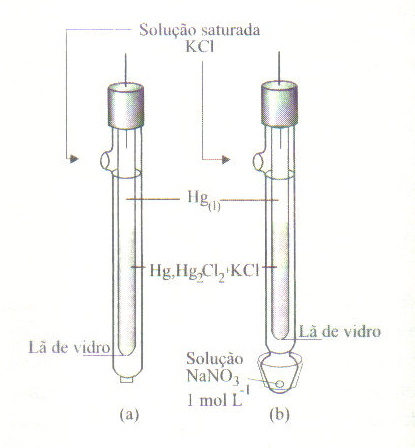 Solução saturada
KCl
Hg(l)
Hg,Hg2Cl2+KCl
Lã de vidro
Lã de vidro
Solução
NaNO3
1 mol L-1
(a)
(b)